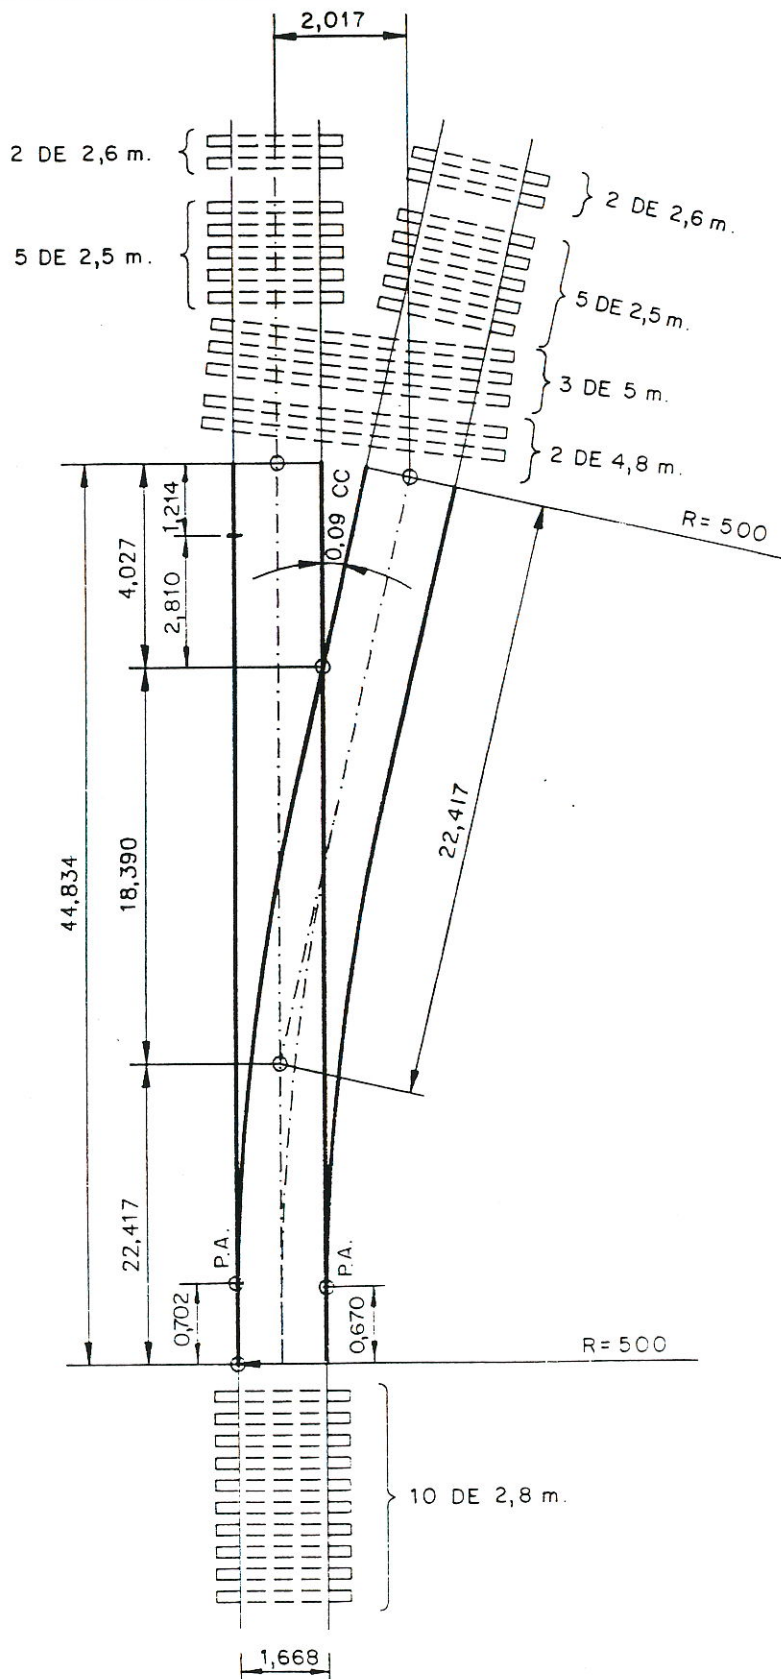 2,017
2 DE 2,6 m.
2 DE 2,6 m.
5 DE 2,5 m.
5 DE 2,5 m.
3 DE 5 m.
2 DE 4,8 m.
R= 500
1,214
0,09 CC
4,027
2,810
22,417
44,834
18,390
22,417
P.A.
P.A.
0,702
0,670
R= 500
10 DE 2,8 m.
1,668